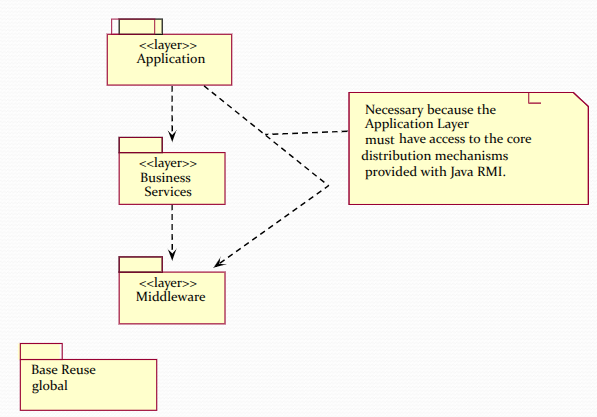 <<layer>>
Application
Necessary because the
Application Layer
must have access to the core
distribution mechanisms
provided with Java RMI.
<<layer>>
Business
Services
<<layer>>
Middleware
Base Reuse
global